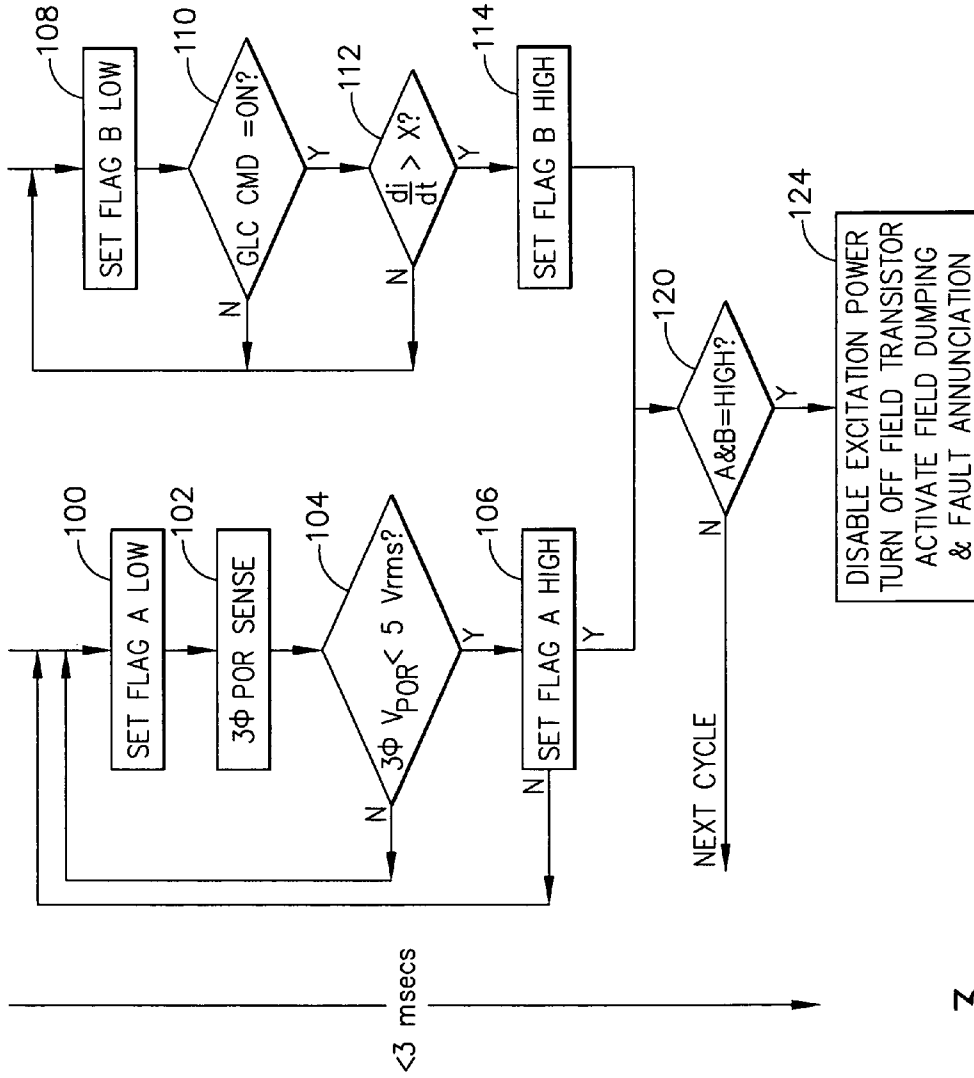 <3 msecs
100
SET FLAG A LOW
102
3Φ POR SENSE
104
3Φ VPOR < 5 Vrms?
N
Y
106
SET FLAG A HIGH
N
Y
108
SET FLAG B LOW
110
GLC CMD =ON?
N
Y
112
di/dt > X?
N
Y
114
SET FLAG B HIGH
120
A&B=HIGH?
N
Y
NEXT CYCLE
124
DISABLE EXCITATION POWER
TURN OFF FIELD TRANSISTOR
ACTIVATE FIELD DUMPING
& FAULT ANNUNCIATION